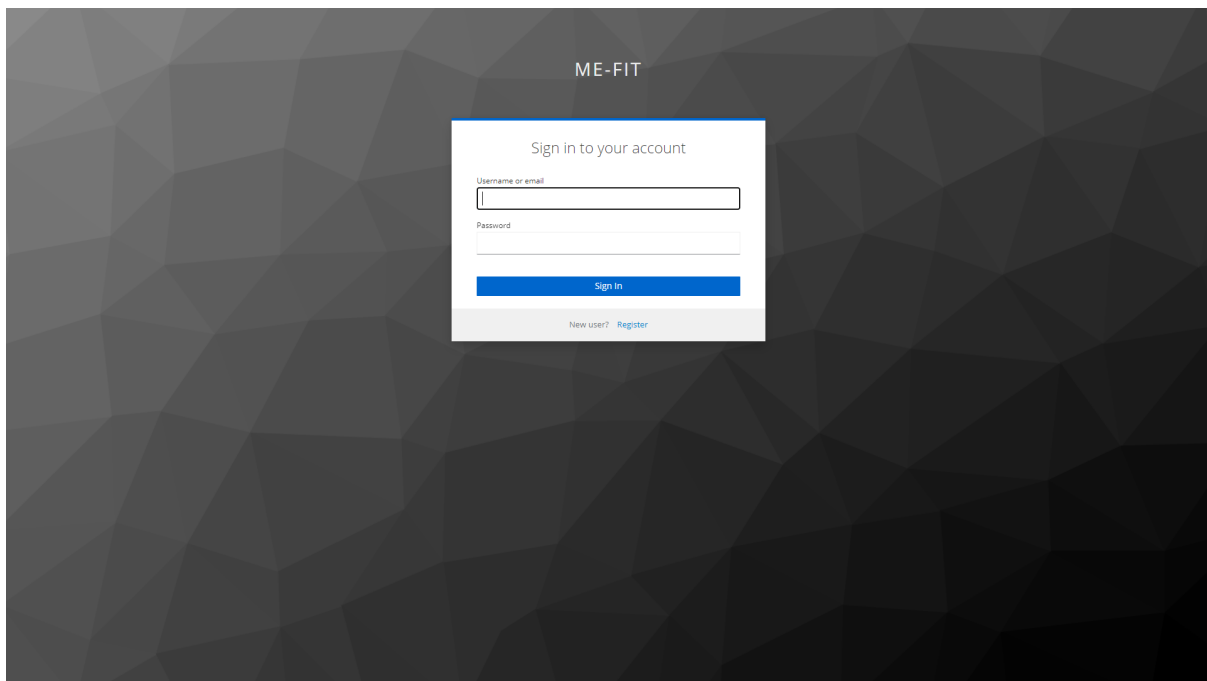 ME-FIT
Sign in to your account
Username or email
Password
Sign In
New user? Register